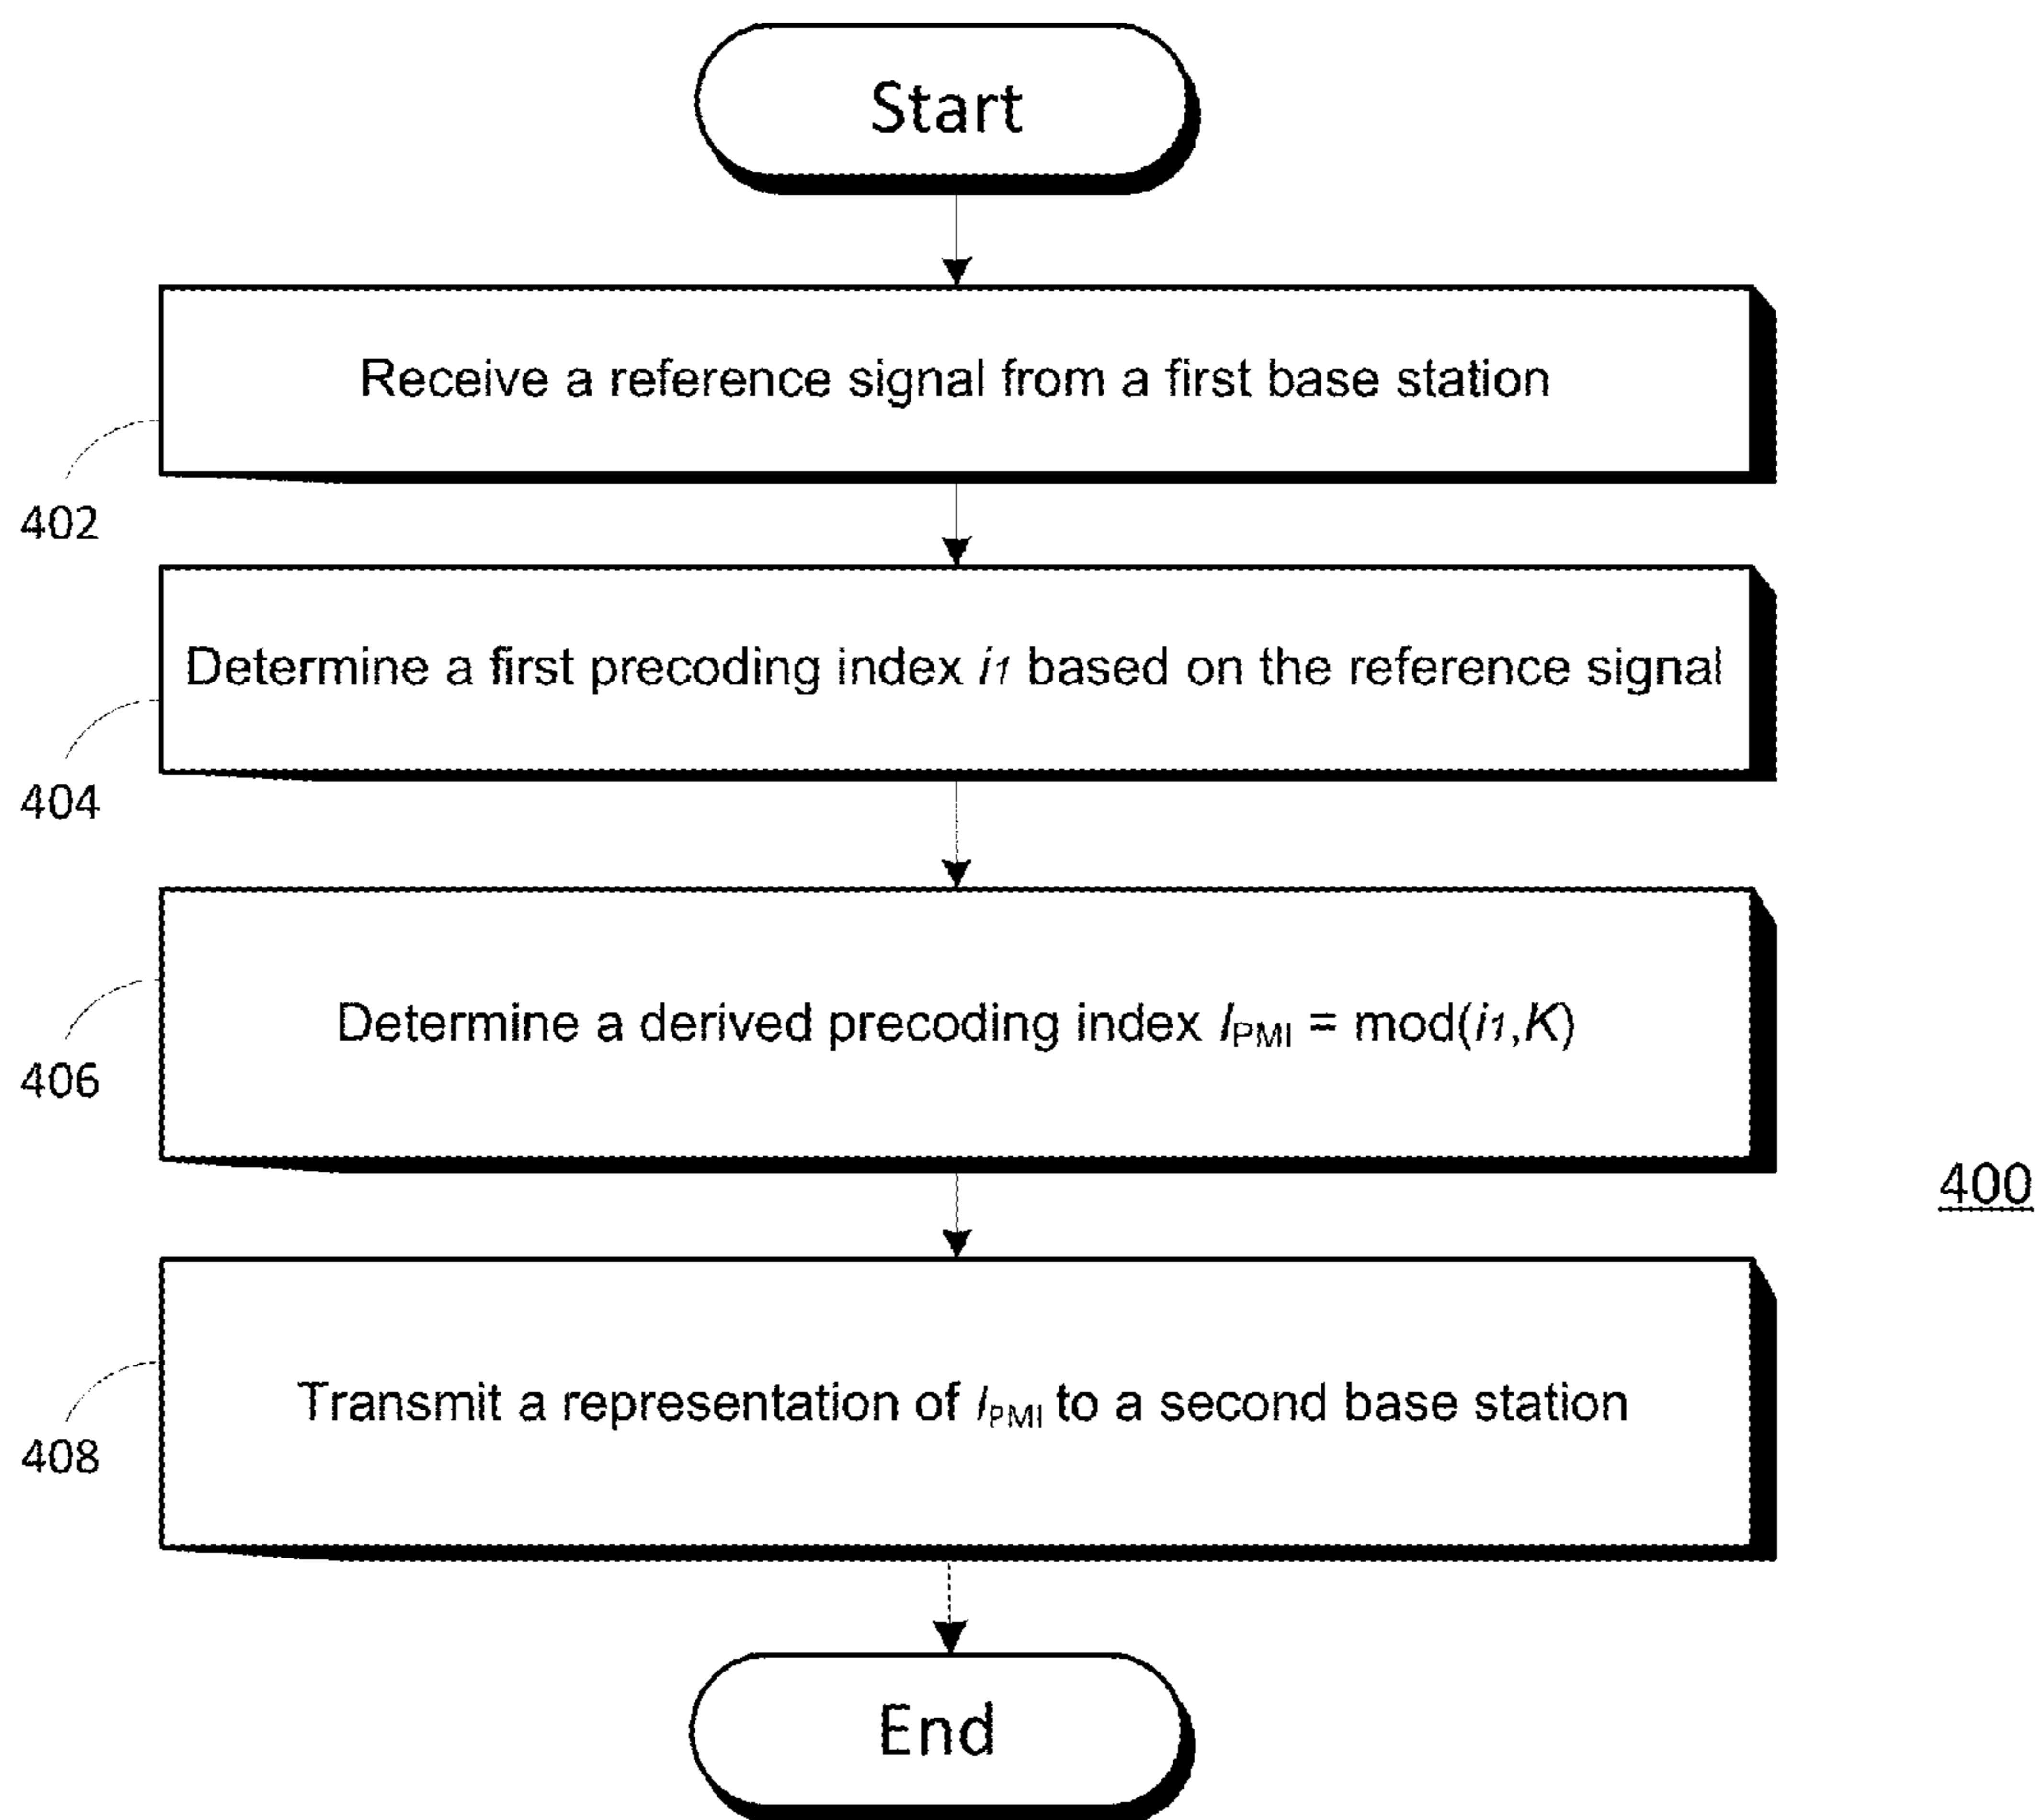 Start
Receive a reference signal from a first base station
402
Determine a first precoding index i1 based on the reference signal
404
Determine a derived precoding index IPMI = mod(i1,K)
406
400
Transmit a representation of IPMI to a second base station
408
End